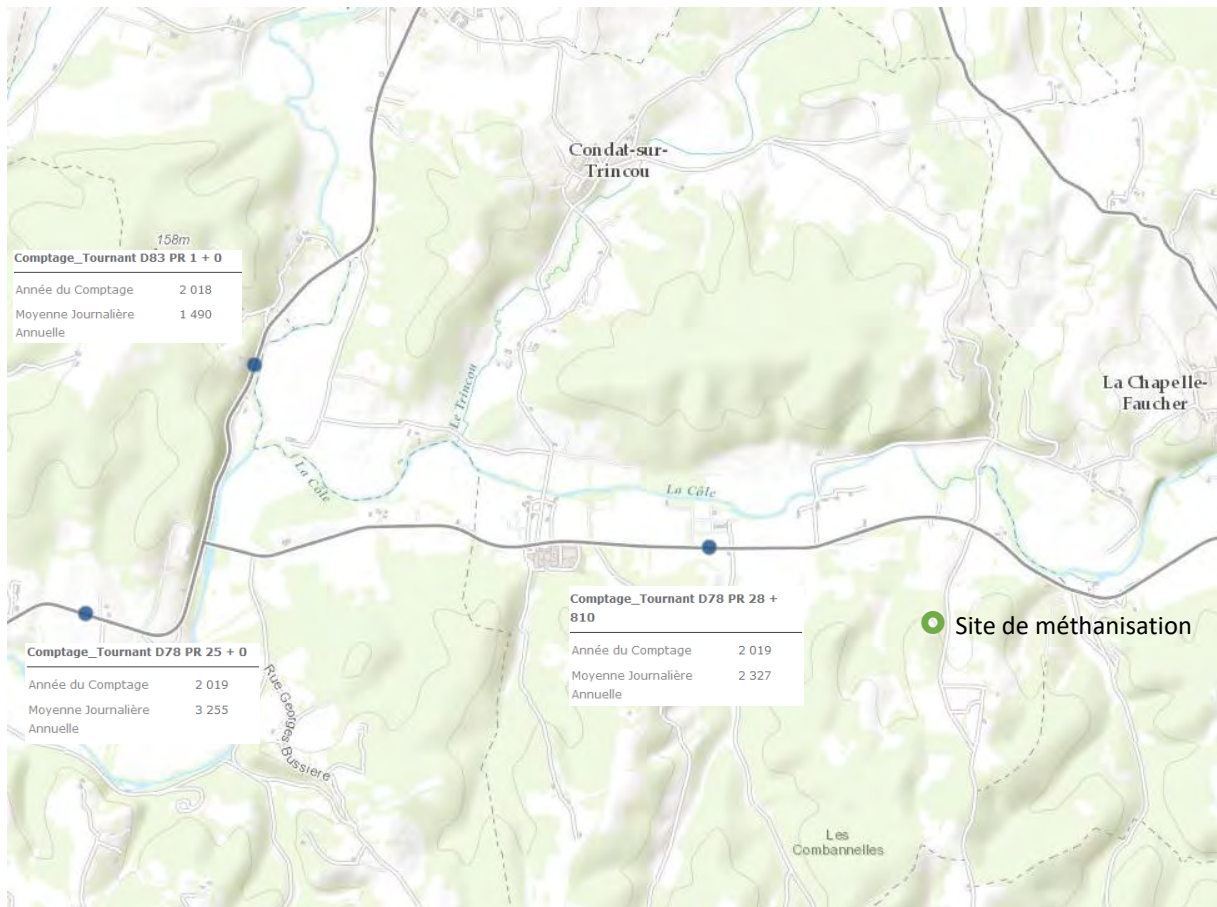 Condat-sur-
Trincou
158m
Comptage_Tournant D83 PR 1 + 0
Année du Comptage 2 018
Moyenne Journalière 1 490
Annuelle
Le Trincou
La Chapelle-
Faucher
La Côle
La Côle
Comptage_Tournant D78 PR 28 +
810
Année du Comptage 2 019
Moyenne Journalière 2 327
Annuelle
Site de méthanisation
Comptage_Tournant D78 PR 25 + 0
Année du Comptage 2 019
Moyenne Journalière 3 255
Annuelle
Rue Georges Bussiere
Les
Combannelles